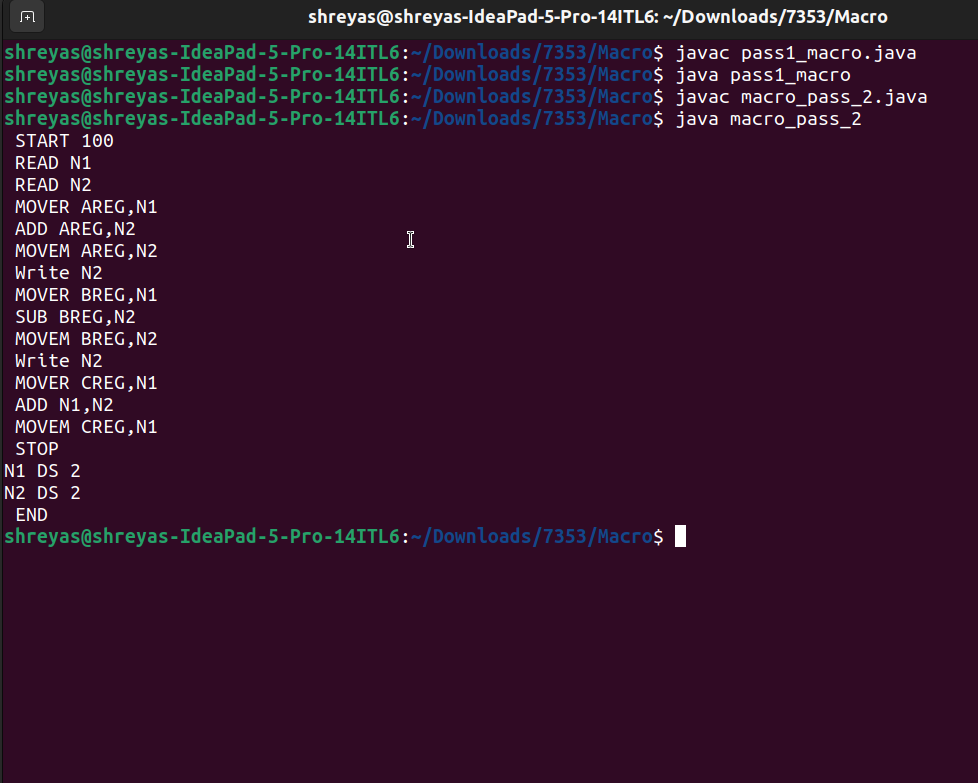 shreyas@shreyas-IdeaPad-5-Pro-14ITL6: ~/Downloads/7353/Macro
shreyas@shreyas-IdeaPad-5-Pro-14ITL6:~/Downloads/7353/Macro$ javac pass1_macro.java
shreyas@shreyas-IdeaPad-5-Pro-14ITL6:~/Downloads/7353/Macro$ java pass1_macro
shreyas@shreyas-IdeaPad-5-Pro-14ITL6:~/Downloads/7353/Macro$ javac macro_pass_2.java
shreyas@shreyas-IdeaPad-5-Pro-14ITL6:~/Downloads/7353/Macro$ java macro_pass_2
 START 100
 READ N1
 READ N2
 MOVER AREG,N1
 ADD AREG,N2
 MOVEM AREG,N2
 Write N2
 MOVER BREG,N1
 SUB BREG,N2
 MOVEM BREG,N2
 Write N2
 MOVER CREG,N1
 ADD N1,N2
 MOVEM CREG,N1
 STOP
N1 DS 2
N2 DS 2
 END
shreyas@shreyas-IdeaPad-5-Pro-14ITL6:~/Downloads/7353/Macro$